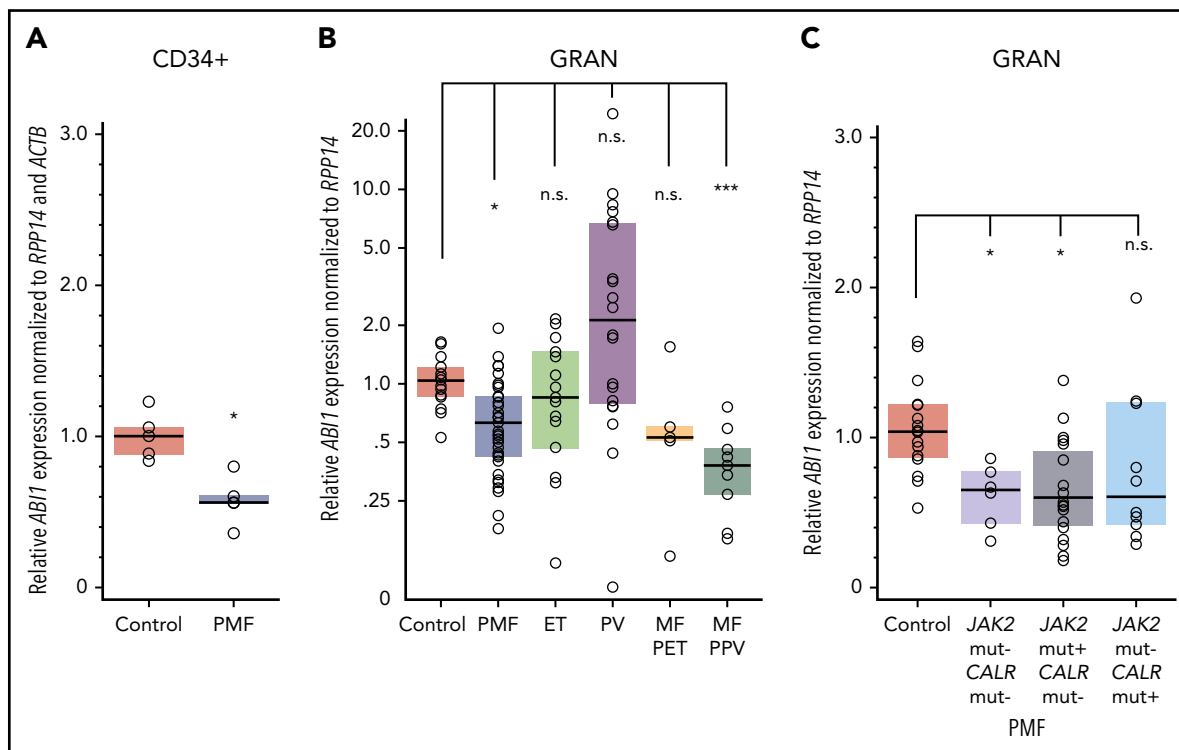 A
CD34+
Relative ABI1 expression normalized to RPP14 and ACTB
3.0
2.0
1.0
0
*
Control
PMF
B
GRAN
Relative ABI1 expression normalized to RPP14
20.0
10.0
5.0
2.0
1.0
.5
.25
0
*
n.s.
n.s.
n.s.
***
Control
PMF
ET
PV
MF
PET
MF
PPV
C
GRAN
Relative ABI1 expression normalized to RPP14
3.0
2.0
1.0
0
*
*
n.s.
Control
JAK2
mut-
CALR
mut-
JAK2
mut+
CALR
mut-
JAK2
mut-
CALR
mut+
PMF